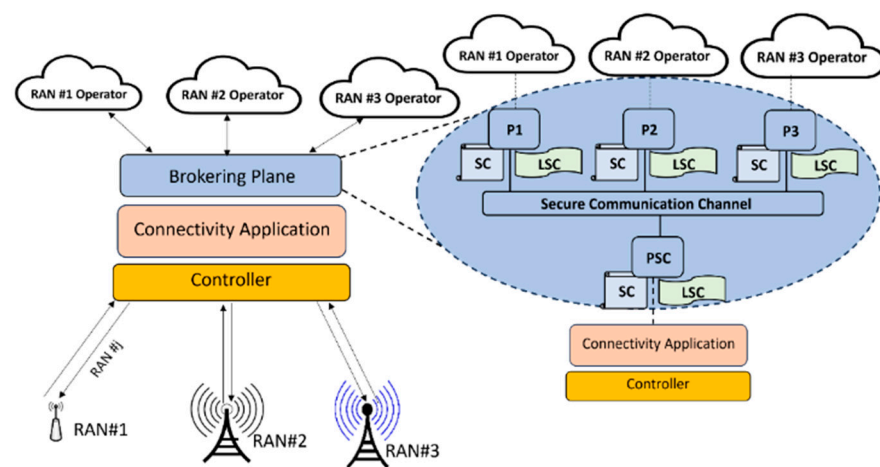 RAN #1 Operator
RAN #2 Operator
RAN #3 Operator
Brokering Plane
Connectivity Application
Controller
RAN #j
RAN#1
RAN#2
RAN#3
RAN #1 Operator
RAN #2 Operator
RAN #3 Operator
P1
P2
P3
SC
LSC
SC
LSC
SC
LSC
Secure Communication Channel
PSC
SC
LSC
Connectivity Application
Controller